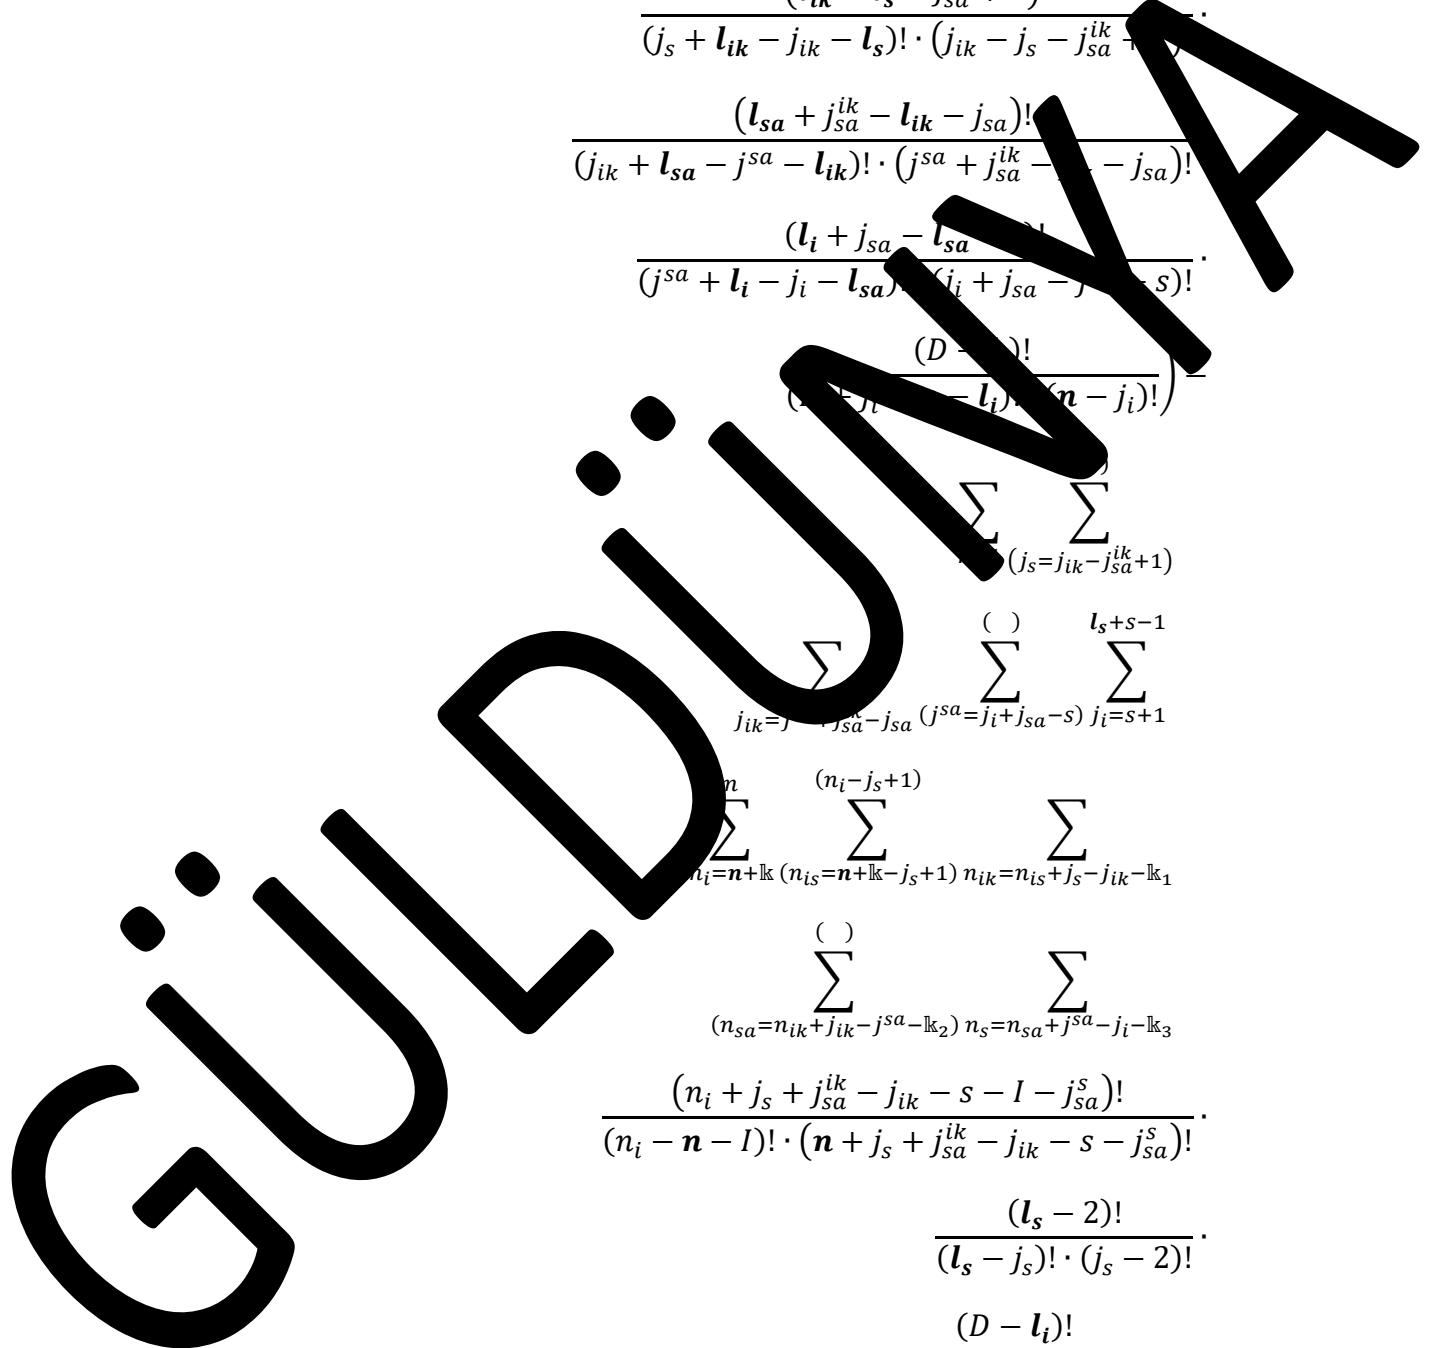 (j_s + l_ik − j_ik − l_s)! · (j_ik − j_s − j_sa^ik
(l_sa + j_sa^ik − l_ik − j_sa)!
(j_ik + l_sa − j^sa − l_ik)! · (j^sa + j_sa^ik − − j_sa)! ·
(l_i + j_sa − l_sa )!
(j^sa + l_i − j_i − l_sa)! (j_i + j_sa − s)! ·
(D − )!
− l_i)! (n − j_i)! ) −
∑ ∑
(j_s=j_ik−j_sa^ik+1)
( ) l_s+s−1
∑ ∑ ∑
j_ik= −j_sa (j^sa=j_i+j_sa−s) j_i=s+1
n (n_i−j_s+1)
∑ ∑ ∑
n_i=n+𝕜 (n_is=n+𝕜−j_s+1) n_ik=n_is+j_s−j_ik−𝕜_1
( )
∑ ∑
(n_sa=n_ik+j_ik−j^sa−𝕜_2) n_s=n_sa+j^sa−j_i−𝕜_3
(n_i + j_s + j_sa^ik − j_ik − s − I − j_sa^s)!
(n_i − n − I)! · (n + j_s + j_sa^ik − j_ik − s − j_sa^s)! ·
(l_s − 2)!
(l_s − j_s)! · (j_s − 2)! ·
(D − l_i)!
GÜLDÜNYA